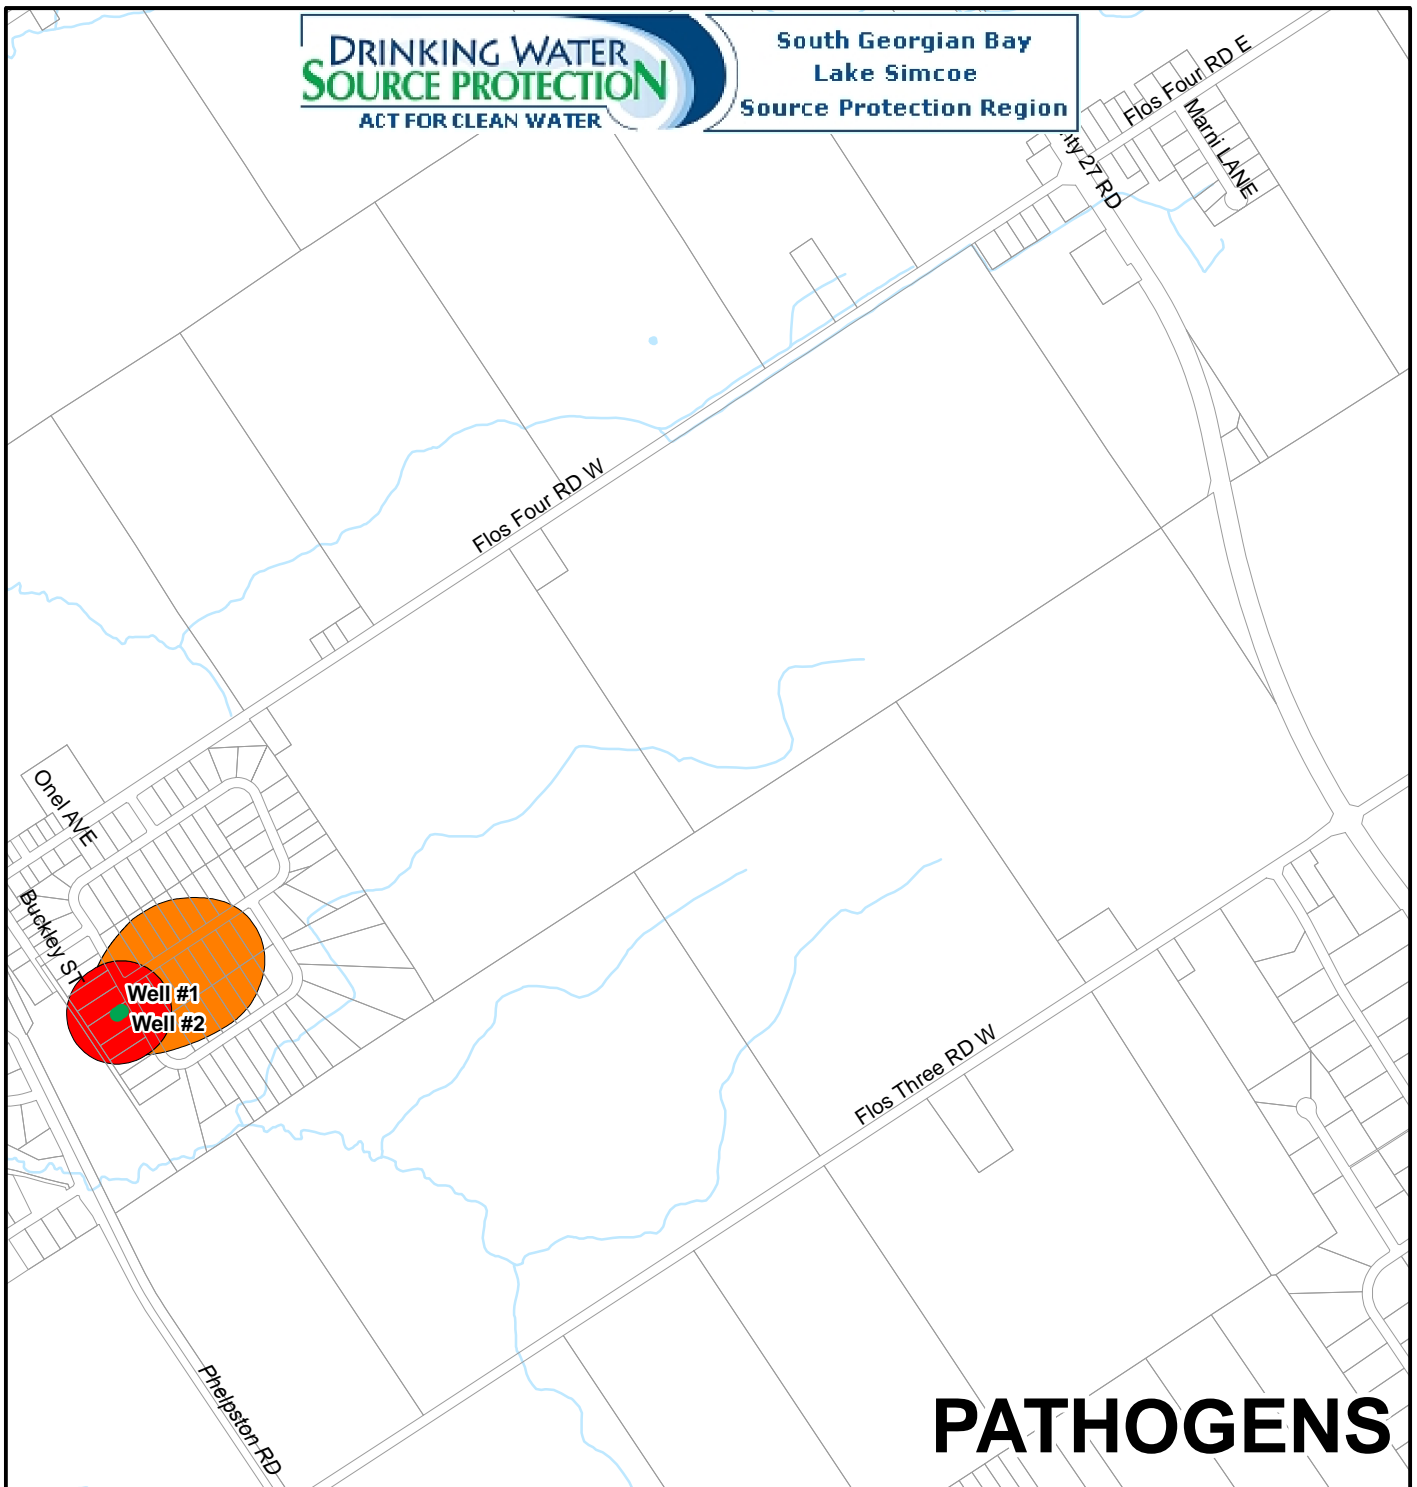 DRINKING WATER
SOURCE PROTECTION
ACT FOR CLEAN WATER
South Georgian Bay
Lake Simcoe
Source Protection Region
Flos Four RD E
Marni LANE
27 RD
Flos Four RD W
Onel AVE
Buckley ST
Well #1
Well #2
Flos Three RD W
Phelpston RD
PATHOGENS